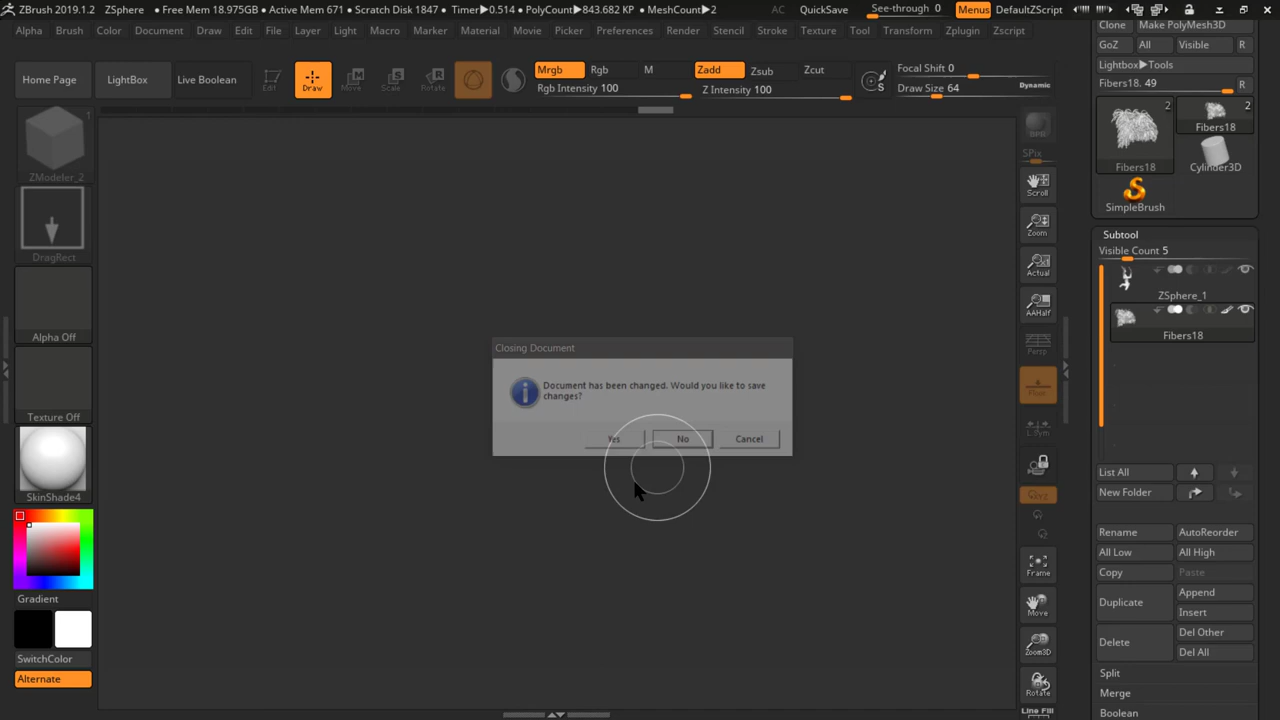 ZBrush 2019.1.2 ZSphere • Free Mem 18.975GB • Active Mem 671 • Scratch Disk 1847 • Timer▶0.514 • PolyCount▶843.682 KP • MeshCount▶2 AC QuickSave See-through 0 Menus DefaultZScript
Alpha Brush Color Document Draw Edit File Layer Light Macro Marker Material Movie Picker Preferences Render Stencil Stroke Texture Tool Transform Zplugin Zscript
Home Page LightBox Live Boolean Edit Draw Move Scale Rotate
Mrgb Rgb M Zadd Zsub Zcut Focal Shift 0
Rgb Intensity 100 Z Intensity 100 Draw Size 64 Dynamic
1
ZModeler_2
DragRect
Alpha Off
Texture Off
SkinShade4
Gradient
SwitchColor
Alternate
Closing Document
Document has been changed. Would you like to save
changes?
Yes No Cancel
BPR
SPix
Scroll
Zoom
Actual
AAHalf
Persp
Floor
L.Sym
Frame
Move
Zoom3D
Rotate
Line Fill
Clone Make PolyMesh3D
GoZ All Visible R
Lightbox▶Tools
Fibers18. 49 R
2 2
Fibers18
Fibers18 Cylinder3D
SimpleBrush
Subtool
Visible Count 5
ZSphere_1
Fibers18
List All
New Folder
Rename AutoReorder
All Low All High
Copy Paste
Duplicate Append
Insert
Delete Del Other
Del All
Split
Merge
Boolean